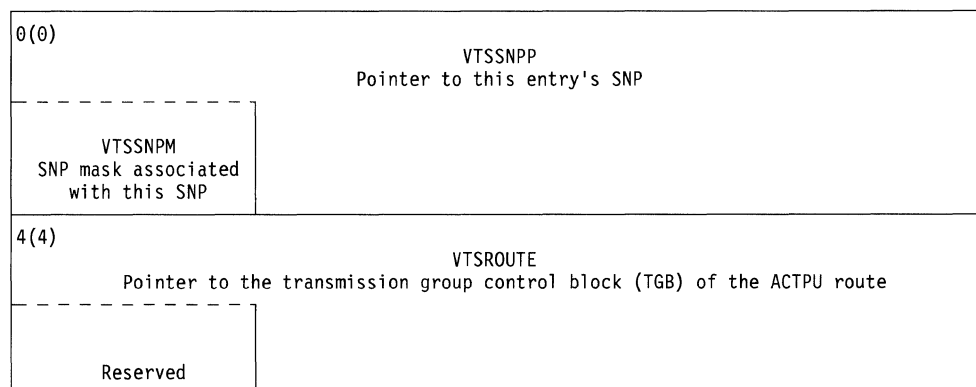 0(0)
VTSSNPP
Pointer to this entry's SNP
VTSSNPM
SNP mask associated
with this SNP
4(4)
VTSROUTE
Pointer to the transmission group control block (TGB) of the ACTPU route
Reserved